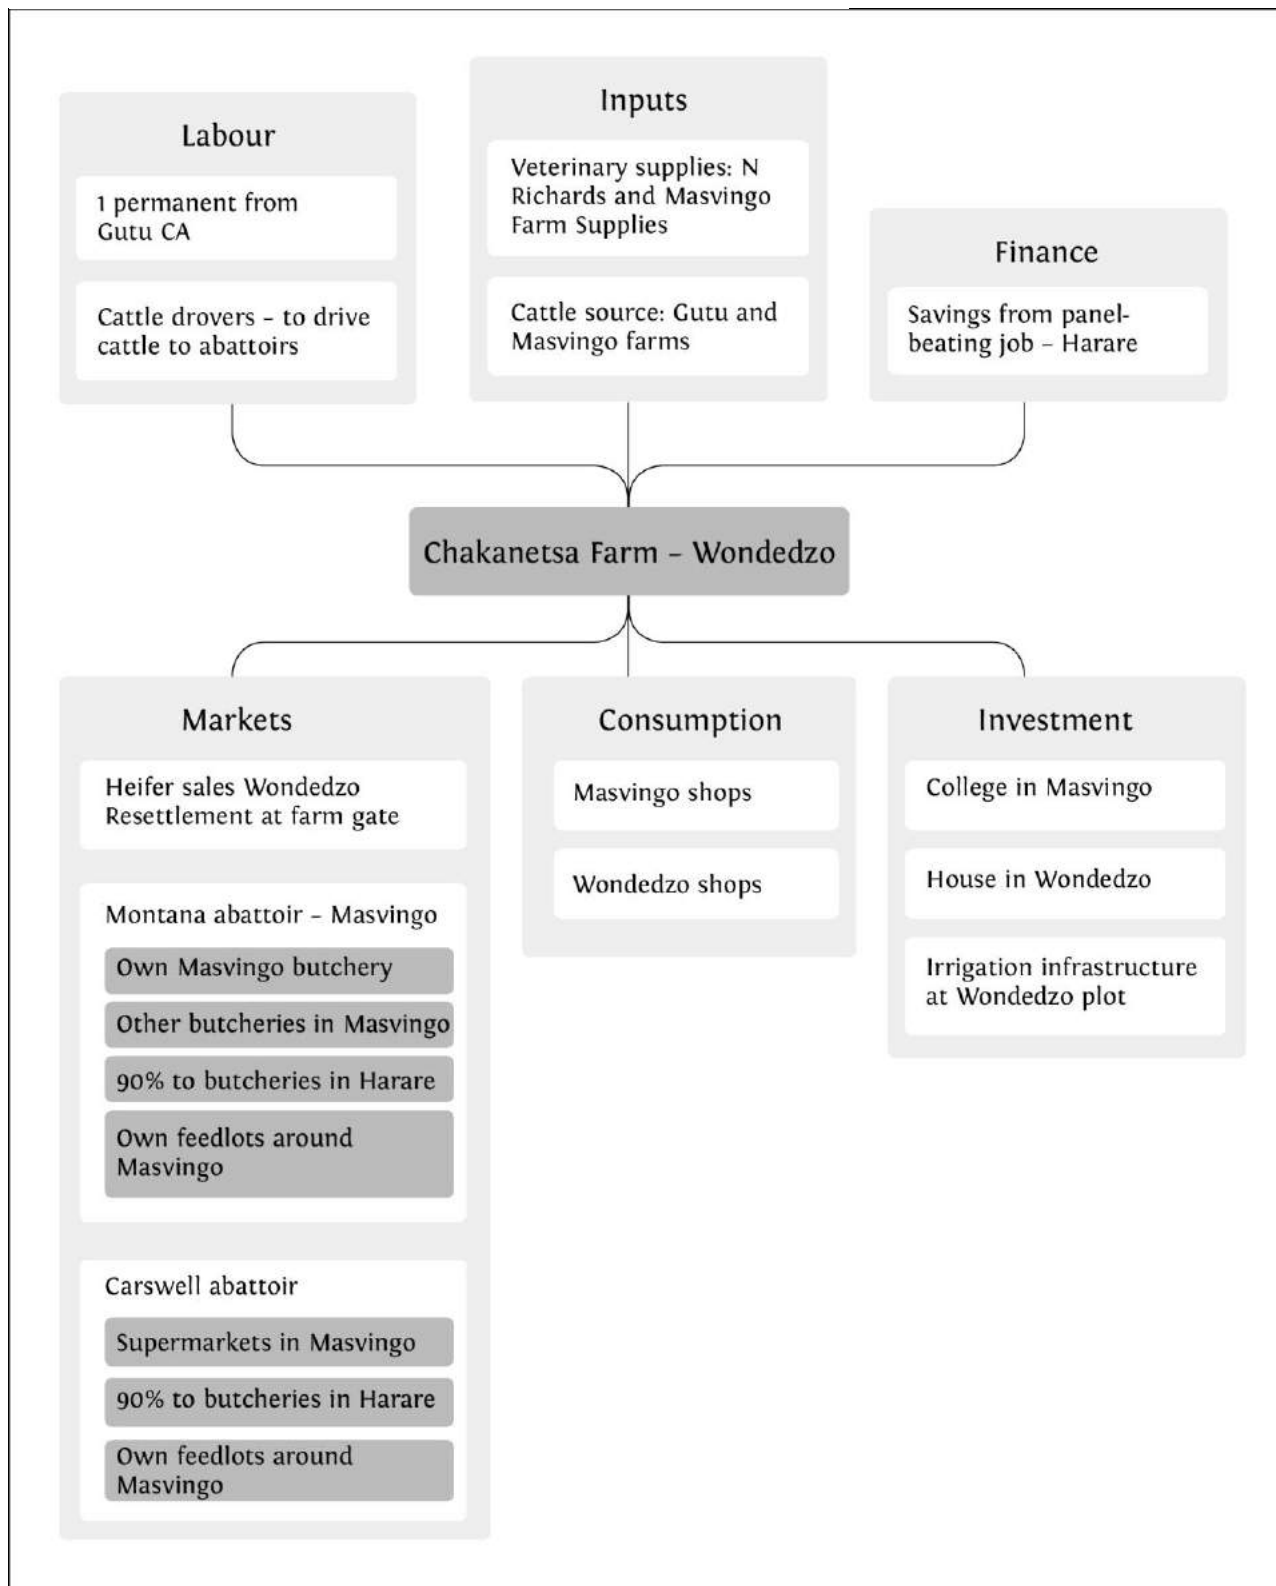 Labour
1 permanent from
Gutu CA
Cattle drovers – to drive
cattle to abattoirs
Inputs
Veterinary supplies: N
Richards and Masvingo
Farm Supplies
Cattle source: Gutu and
Masvingo farms
Finance
Savings from panel-
beating job – Harare
Chakanetsa Farm – Wondedzo
Markets
Heifer sales Wondedzo
Resettlement at farm gate
Montana abattoir – Masvingo
Own Masvingo butchery
Other butcheries in Masvingo
90% to butcheries in Harare
Own feedlots around
Masvingo
Carswell abattoir
Supermarkets in Masvingo
90% to butcheries in Harare
Own feedlots around
Masvingo
Consumption
Masvingo shops
Wondedzo shops
Investment
College in Masvingo
House in Wondedzo
Irrigation infrastructure
at Wondedzo plot